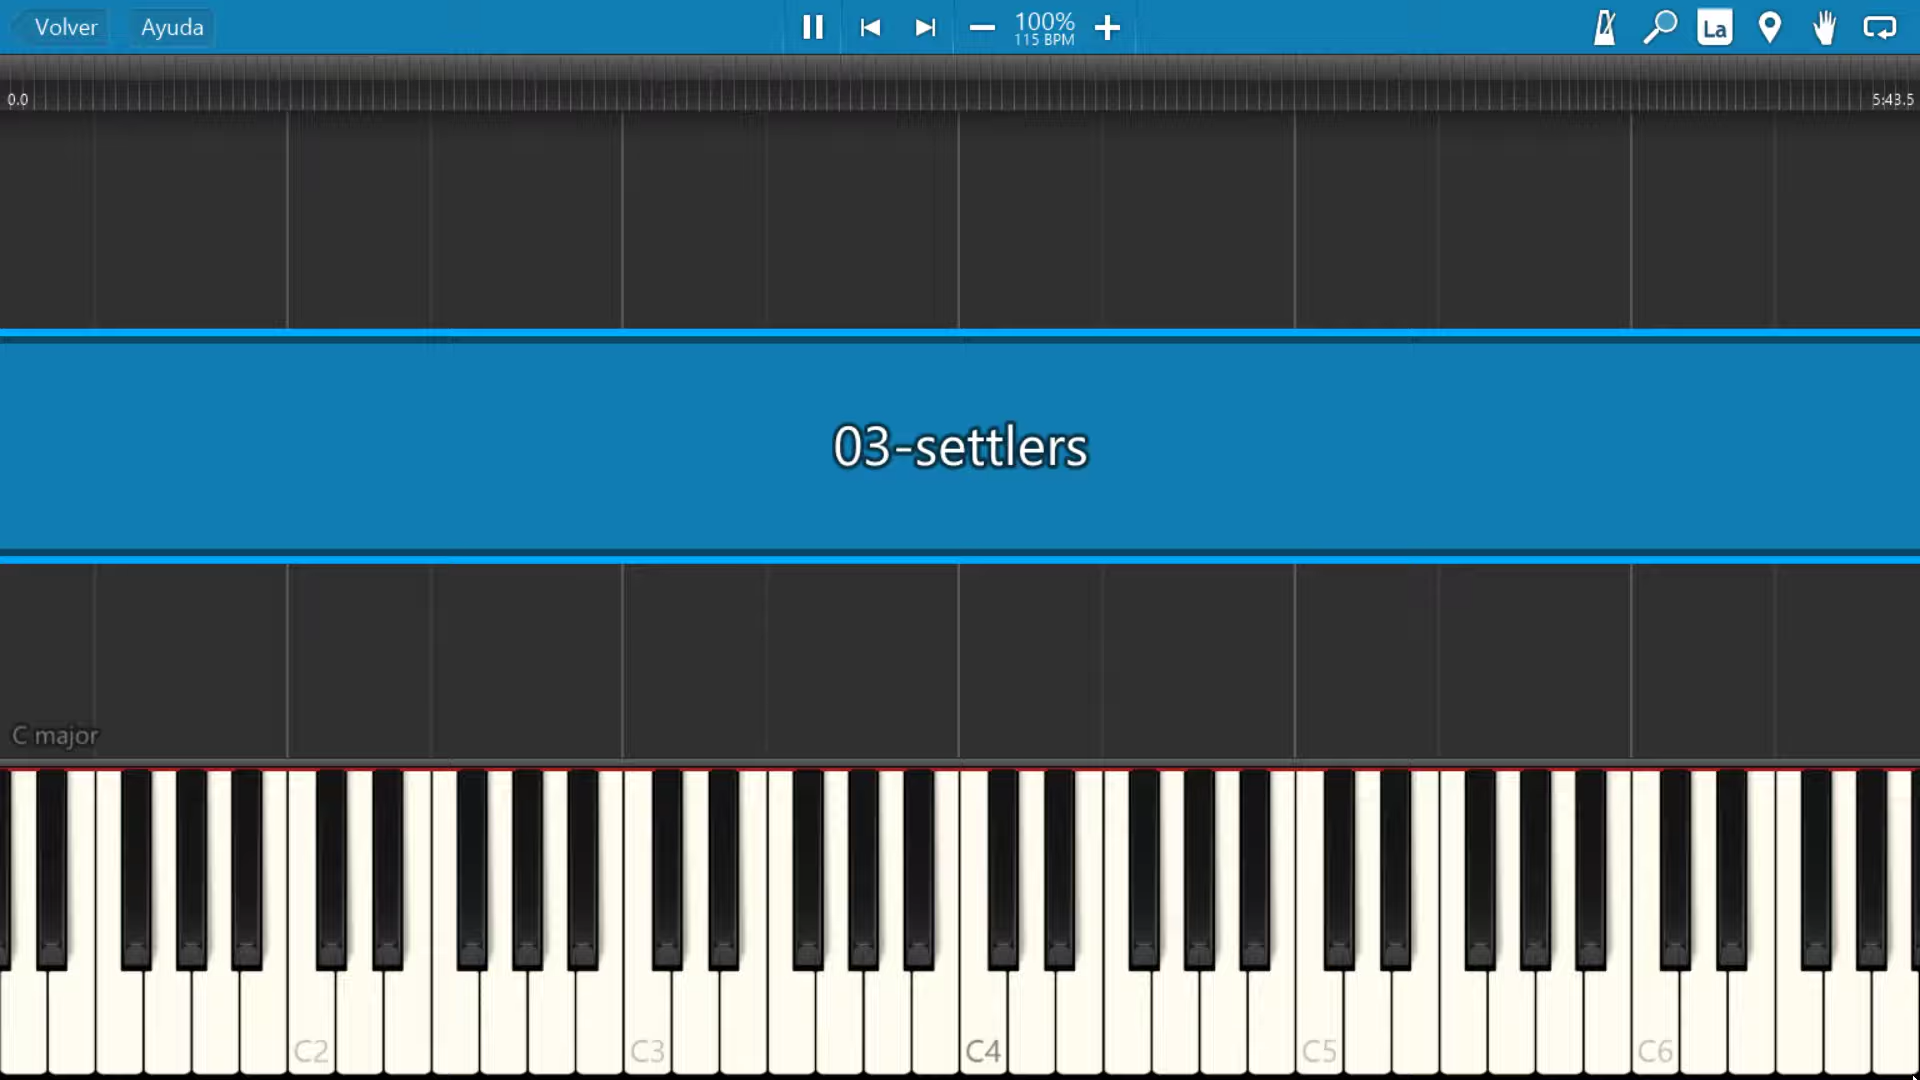 Volver
Ayuda
100%
115 BPM
La
0.0
5:43.5
03-settlers
C major
C2
C3
C4
C5
C6